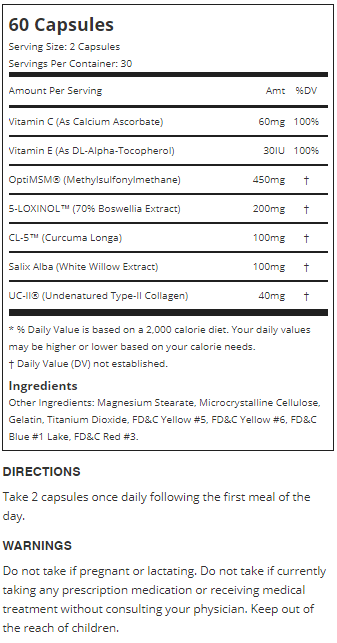 60 Capsules
Serving Size: 2 Capsules
Servings Per Container: 30
Amount Per Serving Amt %DV
Vitamin C (As Calcium Ascorbate) 60mg 100%
Vitamin E (As DL-Alpha-Tocopherol) 30IU 100%
OptiMSM® (Methylsulfonylmethane) 450mg †
5-LOXINOL™ (70% Boswellia Extract) 200mg †
CL-5™ (Curcuma Longa) 100mg †
Salix Alba (White Willow Extract) 100mg †
UC-II® (Undenatured Type-II Collagen) 40mg †
* % Daily Value is based on a 2,000 calorie diet. Your daily values
may be higher or lower based on your calorie needs.
† Daily Value (DV) not established.
Ingredients
Other Ingredients: Magnesium Stearate, Microcrystalline Cellulose,
Gelatin, Titanium Dioxide, FD&C Yellow #5, FD&C Yellow #6, FD&C
Blue #1 Lake, FD&C Red #3.
DIRECTIONS
Take 2 capsules once daily following the first meal of the
day.
WARNINGS
Do not take if pregnant or lactating. Do not take if currently
taking any prescription medication or receiving medical
treatment without consulting your physician. Keep out of
the reach of children.